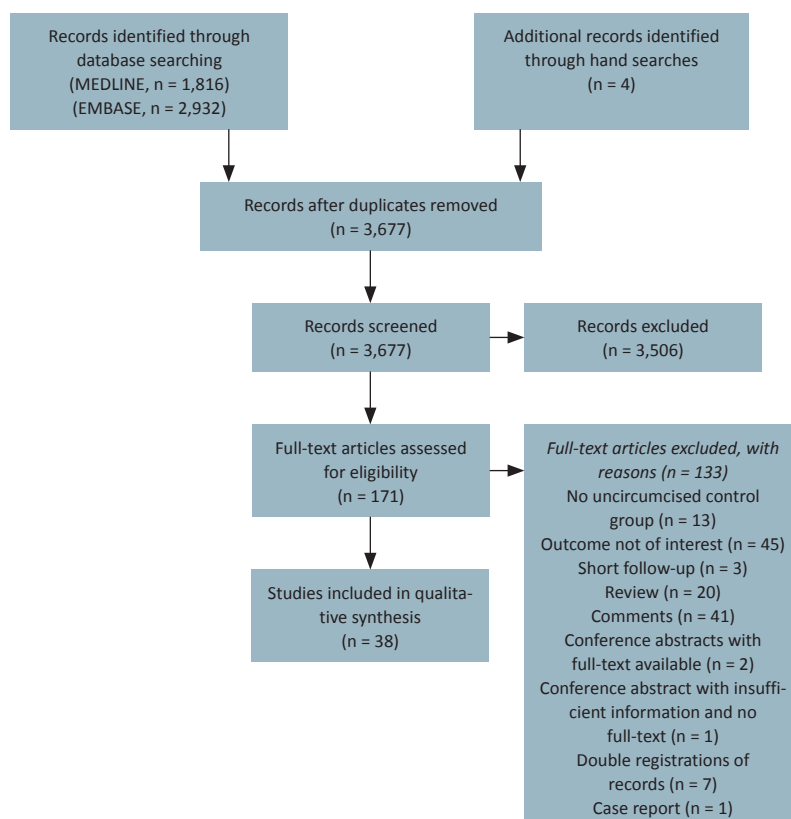 Records identified through
database searching
(MEDLINE, n = 1,816)
(EMBASE, n = 2,932)
Additional records identified
through hand searches
(n = 4)
Records after duplicates removed
(n = 3,677)
Records screened
(n = 3,677)
Records excluded
(n = 3,506)
Full-text articles assessed
for eligibility
(n = 171)
Full-text articles excluded, with
reasons (n = 133)
No uncircumcised control
group (n = 13)
Outcome not of interest (n = 45)
Short follow-up (n = 3)
Review (n = 20)
Comments (n = 41)
Conference abstracts with
full-text available (n = 2)
Conference abstract with insuffi-
cient information and no
full-text (n = 1)
Double registrations of
records (n = 7)
Case report (n = 1)
Studies included in qualita-
tive synthesis
(n = 38)